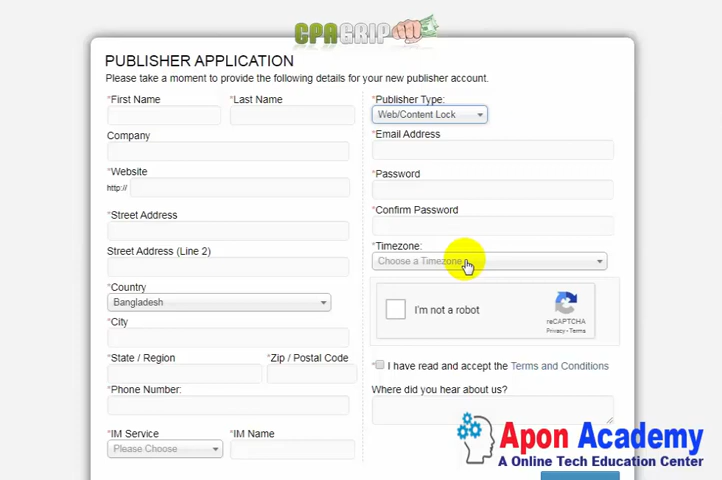 CPAGRIP
PUBLISHER APPLICATION
Please take a moment to provide the following details for your new publisher account.
*First Name
*Last Name
Company
*Website
http://
*Street Address
Street Address (Line 2)
*Country
Bangladesh
*City
*State / Region
*Zip / Postal Code
*Phone Number:
*IM Service
*IM Name
Please Choose
*Publisher Type:
Web/Content Lock
*Email Address
*Password
*Confirm Password
*Timezone:
Choose a Timezone
I'm not a robot
reCAPTCHA
Privacy - Terms
*I have read and accept the Terms and Conditions
Where did you hear about us?
Apon Academy
A Online Tech Education Center